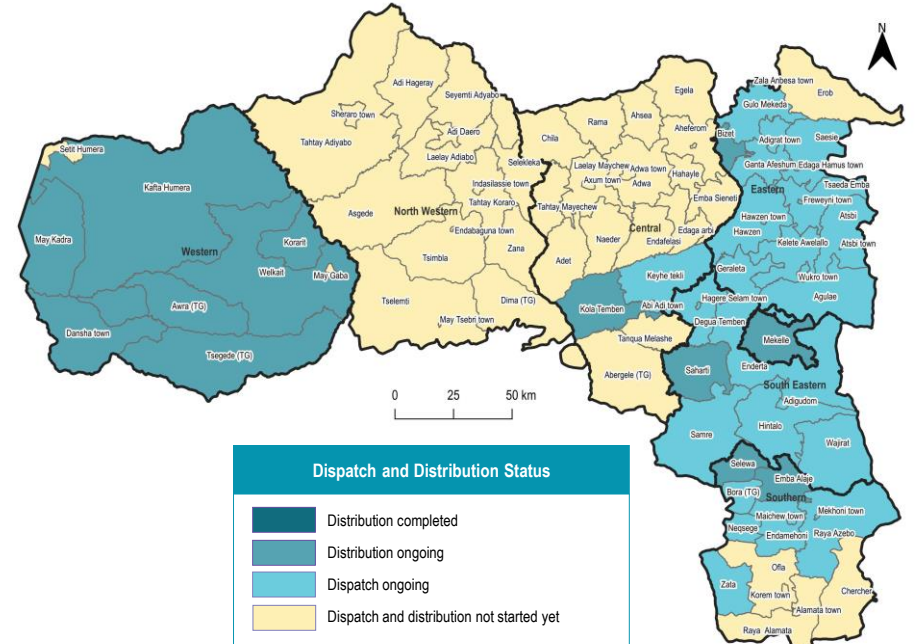 N
Zala Anbesa town
Erob
Gulo Mekeda
Egela
Adi Hageray
Seyemti Adyabo
Sheraro town
Rama
Ahsea
Aheferom
Bizet
Adigrat town
Saesie
Chila
Adi Daero
Tahtay Adiyabo
Setit Humera
Laelay Adiabo
Selekleka
Laelay Maychew
Adwa town
Hahayle
Ganta Afeshum
Edaga Hamus town
Axum town
Adwa
Indasilassie town
Kafta Humera
Tsaeda Emba
Eastern
Emba Sieneti
Freweyni town
Tahtay Koraro
Tahtay Mayechew
Asgede
North Western
Hawzen town
Atsbi
Endabaguna town
Central
Edaga arbi
Hawzen
May Kadra
Western
Korarit
Naeder
Endafelasi
Kelete Awelallo
Atsbi town
Zana
Tsimbla
Adet
Geraleta
Welkait
May Gaba
Keyhe tekli
Wukro town
Tselemti
Dima (TG)
Hagere Selam town
Agulae
Awra (TG)
Kola Temben
Abi Adi town
May Tsebri town
Degua Temben
Dansha town
Tanqua Melashe
Mekelle
Tsegede (TG)
Saharti
Enderta
Abergele (TG)
South Eastern
0 25 50 km
Adigudom
Samre
Hintalo
Wajirat
Selewa
Emba Alaje
Bora (TG)
Southern
Mekhoni town
Maichew town
Neqsege
Endamehoni
Raya Azebo
Ofla
Zata
Chercher
Korem town
Alamata town
Raya Alamata
Dispatch and Distribution Status
Distribution completed
Distribution ongoing
Dispatch ongoing
Dispatch and distribution not started yet